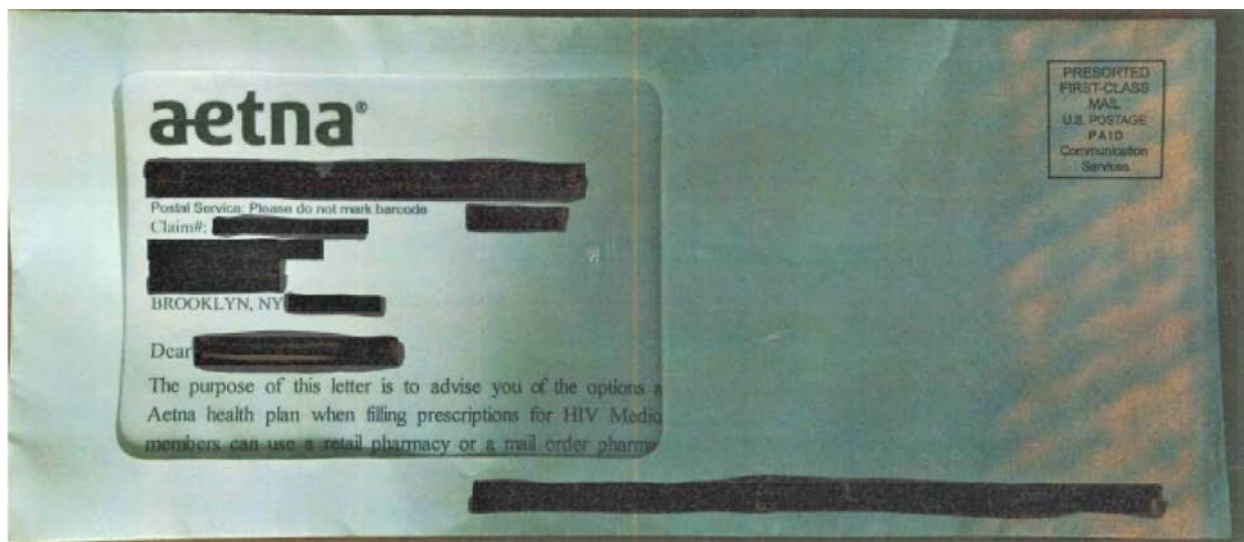 aetna®
Postal Service: Please do not mark barcode
Claim#:
BROOKLYN, NY
Dear
The purpose of this letter is to advise you of the options a
Aetna health plan when filling prescriptions for HIV Medic
members can use a retail pharmacy or a mail order pharma
PRESORTED
FIRST-CLASS
MAIL
U.S. POSTAGE
PAID
Communication
Services